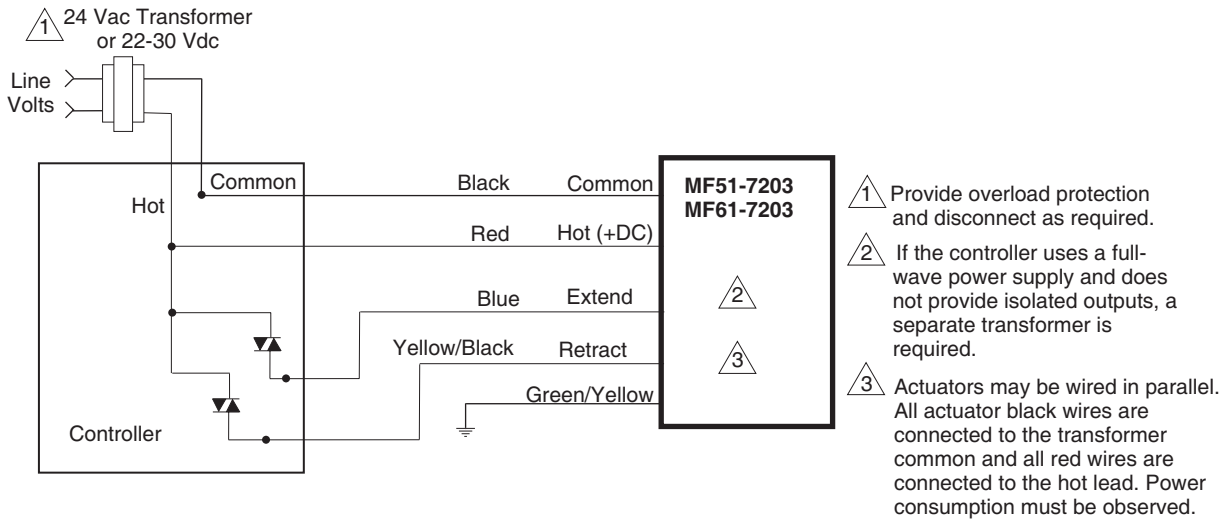 1
24 Vac Transformer
or 22-30 Vdc
Line
Volts
Common
Hot
Controller
Black
Common
Red
Hot (+DC)
Blue
Extend
Yellow/Black
Retract
Green/Yellow
MF51-7203
MF61-7203
2
3
1 Provide overload protection
and disconnect as required.
2 If the controller uses a full-
wave power supply and does
not provide isolated outputs, a
separate transformer is
required.
3 Actuators may be wired in parallel.
All actuator black wires are
connected to the transformer
common and all red wires are
connected to the hot lead. Power
consumption must be observed.